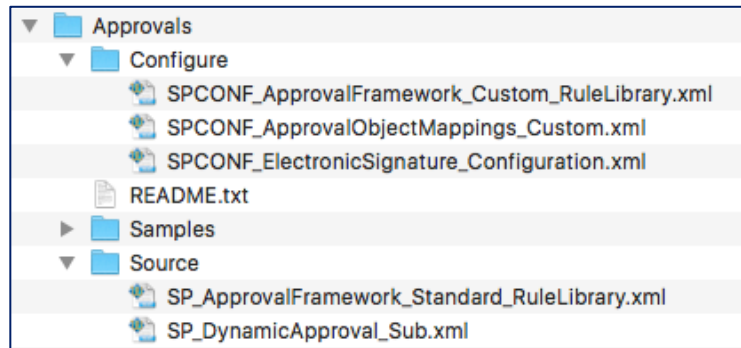 Approvals
Configure
SPCONF_ApprovalFramework_Custom_RuleLibrary.xml
SPCONF_ApprovalObjectMappings_Custom.xml
SPCONF_ElectronicSignature_Configuration.xml
README.txt
Samples
Source
SP_ApprovalFramework_Standard_RuleLibrary.xml
SP_DynamicApproval_Sub.xml